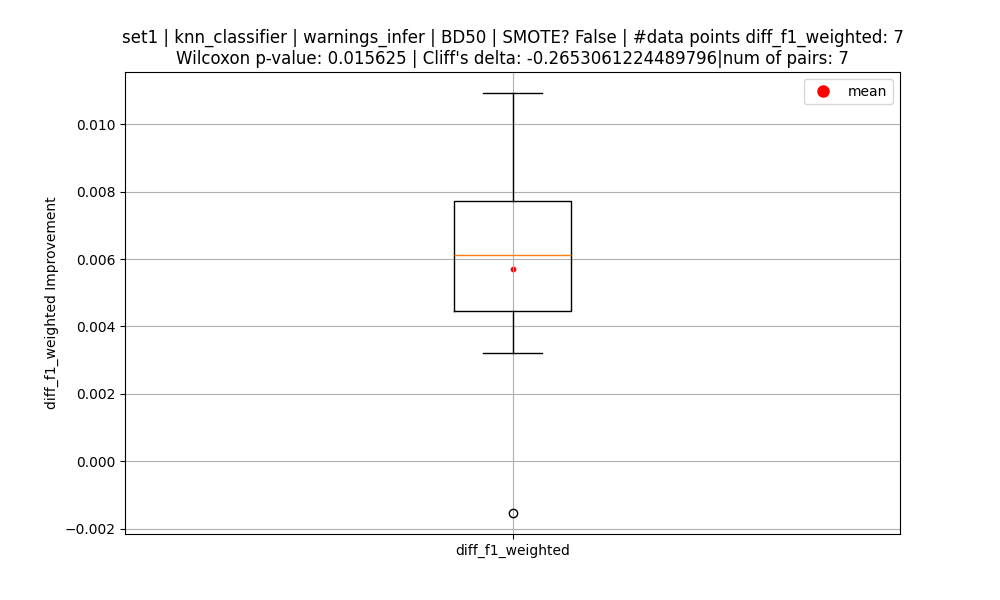 set1 | knn_classifier | warnings_infer | BD50 | SMOTE? False | #data points diff_f1_weighted: 7
Wilcoxon p-value: 0.015625 | Cliff's delta: -0.2653061224489796|num of pairs: 7
mean
0.010
0.008
0.006
0.004
0.002
0.000
−0.002
diff_f1_weighted Improvement
diff_f1_weighted